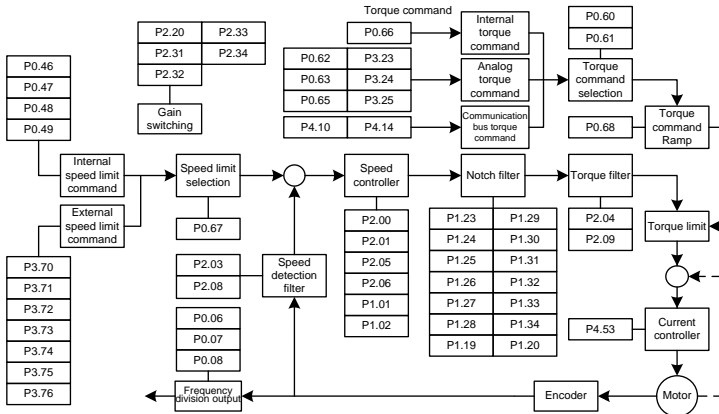 Torque command
P0.66
Internal
torque
command
P0.60
P0.61
P2.20 P2.33
P2.31 P2.34
P2.32
Gain
switching
P0.46
P0.47
P0.48
P0.49
P0.62 P3.23
P0.63 P3.24
P0.65 P3.25
Analog
torque
command
Torque
command
selection
P4.10 P4.14
Communication
bus torque
command
P0.68
Torque
command
Ramp
Internal
speed limit
command
Speed limit
selection
Speed
controller
Notch filter
Torque filter
External
speed limit
command
P0.67
P2.00
P2.01
P2.05
P2.06
P1.01
P1.02
P1.23 P1.29
P1.24 P1.30
P1.25 P1.31
P1.26 P1.32
P1.27 P1.33
P1.28 P1.34
P1.19 P1.20
P2.04
P2.09
Torque limit
P3.70
P3.71
P3.72
P3.73
P3.74
P3.75
P3.76
P2.03
P2.08
Speed
detection
filter
P0.06
P0.07
P0.08
P4.53
Current
controller
Frequency
division output
Encoder
Motor